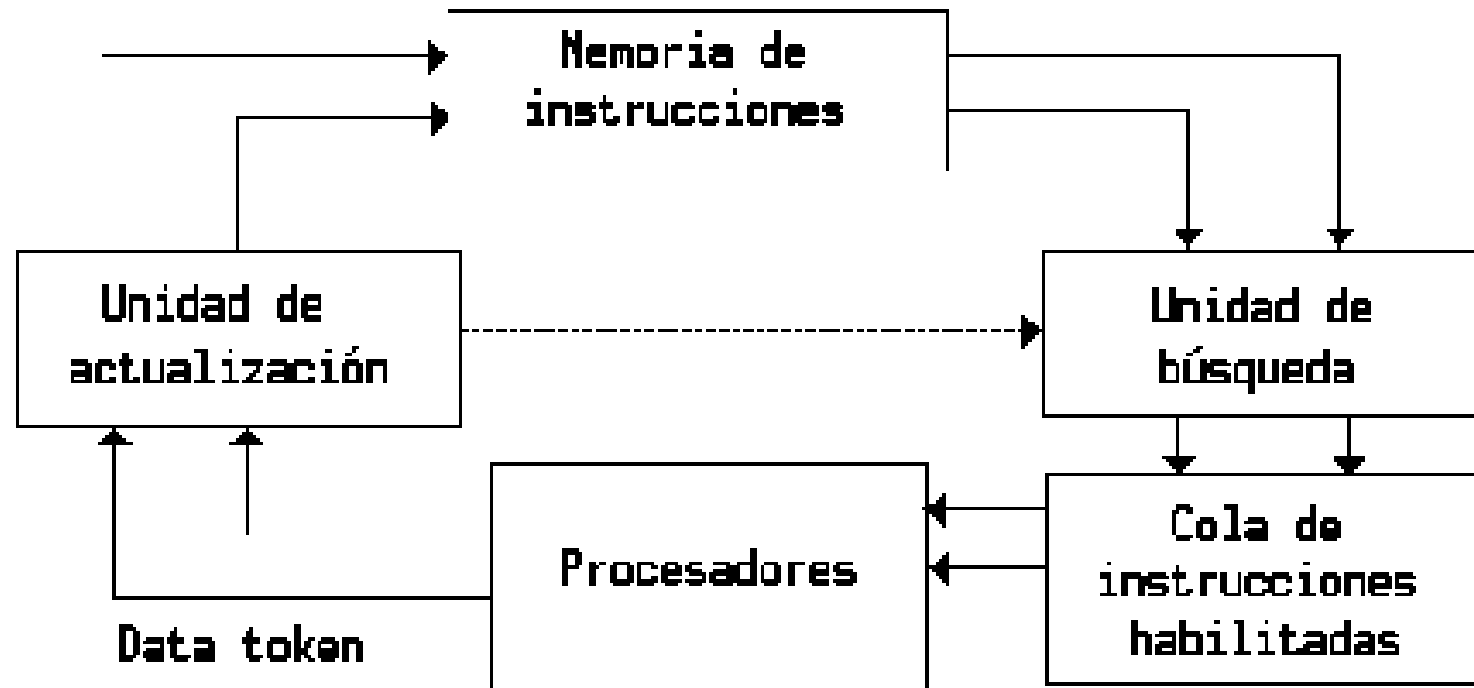 Memoria de
instrucciones
Unidad de
actualización
Unidad de
búsqueda
Procesadores
Cola de
instrucciones
habilitadas
Data token